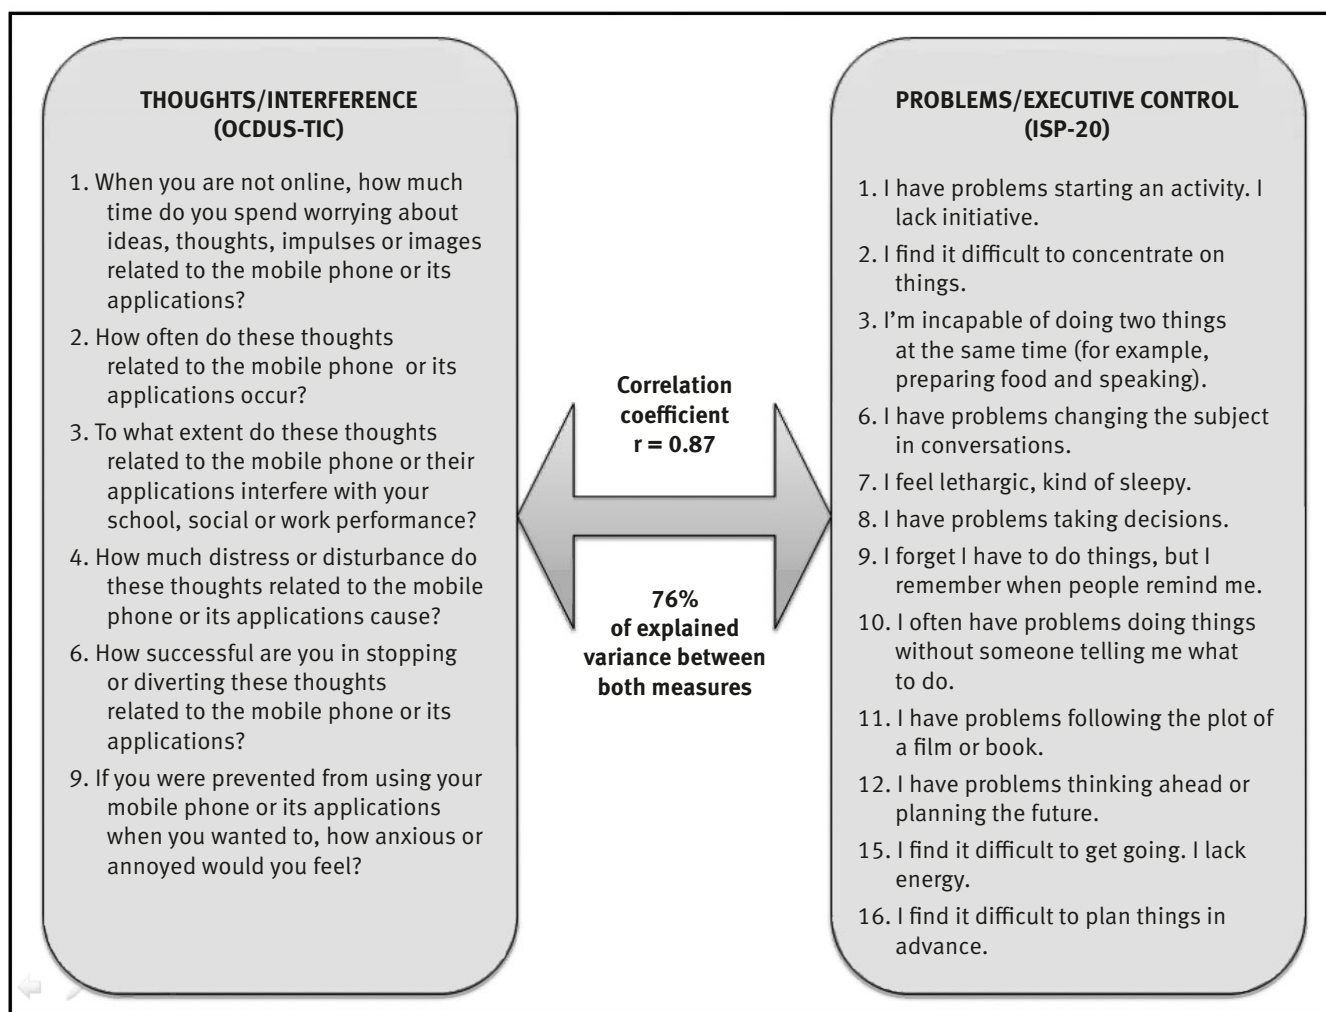 THOUGHTS/INTERFERENCE
(OCDUS-TIC)
1. When you are not online, how much
time do you spend worrying about
ideas, thoughts, impulses or images
related to the mobile phone or its
applications?
2. How often do these thoughts
related to the mobile phone or its
applications occur?
3. To what extent do these thoughts
related to the mobile phone or their
applications interfere with your
school, social or work performance?
4. How much distress or disturbance do
these thoughts related to the mobile
phone or its applications cause?
6. How successful are you in stopping
or diverting these thoughts
related to the mobile phone or its
applications?
9. If you were prevented from using your
mobile phone or its applications
when you wanted to, how anxious or
annoyed would you feel?
Correlation
coefficient
r = 0.87
76%
of explained
variance between
both measures
PROBLEMS/EXECUTIVE CONTROL
(ISP-20)
1. I have problems starting an activity. I
lack initiative.
2. I find it difficult to concentrate on
things.
3. I’m incapable of doing two things
at the same time (for example,
preparing food and speaking).
6. I have problems changing the subject
in conversations.
7. I feel lethargic, kind of sleepy.
8. I have problems taking decisions.
9. I forget I have to do things, but I
remember when people remind me.
10. I often have problems doing things
without someone telling me what
to do.
11. I have problems following the plot of
a film or book.
12. I have problems thinking ahead or
planning the future.
15. I find it difficult to get going. I lack
energy.
16. I find it difficult to plan things in
advance.